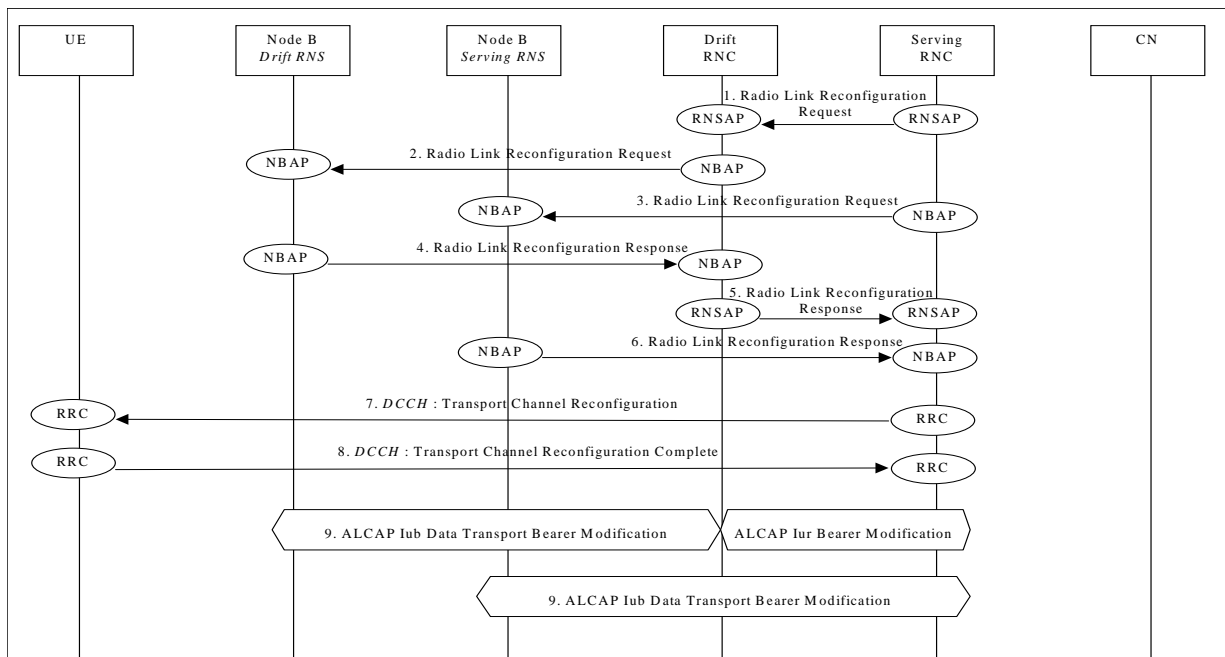 UE
Node B
Drift RNS
Node B
Serving RNS
Drift
RNC
Serving
RNC
CN
1. Radio Link Reconfiguration
Request
RNSAP
RNSAP
2. Radio Link Reconfiguration Request
NBAP
NBAP
3. Radio Link Reconfiguration Request
NBAP
NBAP
4. Radio Link Reconfiguration Response
NBAP
NBAP
5. Radio Link Reconfiguration
Response
RNSAP
RNSAP
6. Radio Link Reconfiguration Response
NBAP
NBAP
7. DCCH : Transport Channel Reconfiguration
RRC
RRC
8. DCCH : Transport Channel Reconfiguration Complete
RRC
RRC
9. ALCAP Iub Data Transport Bearer Modification
ALCAP Iur Bearer Modification
9. ALCAP Iub Data Transport Bearer Modification